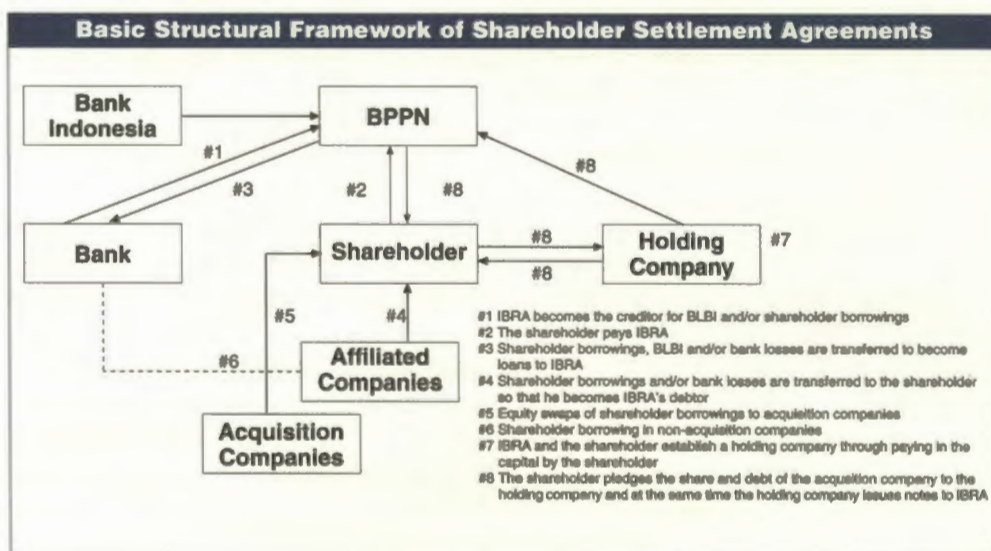 Basic Structural Framework of Shareholder Settlement Agreements
Bank
Indonesia
BPPN
#1
#3
#2
#8
#8
Bank
Shareholder
#8
#8
Holding
Company
#7
#5
#4
#6
Affiliated
Companies
Acquisition
Companies
#1 IBRA becomes the creditor for BLBI and/or shareholder borrowings
#2 The shareholder pays IBRA
#3 Shareholder borrowings, BLBI and/or bank losses are transferred to become
loans to IBRA
#4 Shareholder borrowings and/or bank losses are transferred to the shareholder
so that he becomes IBRA's debtor
#5 Equity swaps of shareholder borrowings to acquisition companies
#6 Shareholder borrowing in non-acquisition companies
#7 IBRA and the shareholder establish a holding company through paying in the
capital by the shareholder
#8 The shareholder pledges the share and debt of the acqusition company to the
holding company and at the same time the holding company issues notes to IBRA